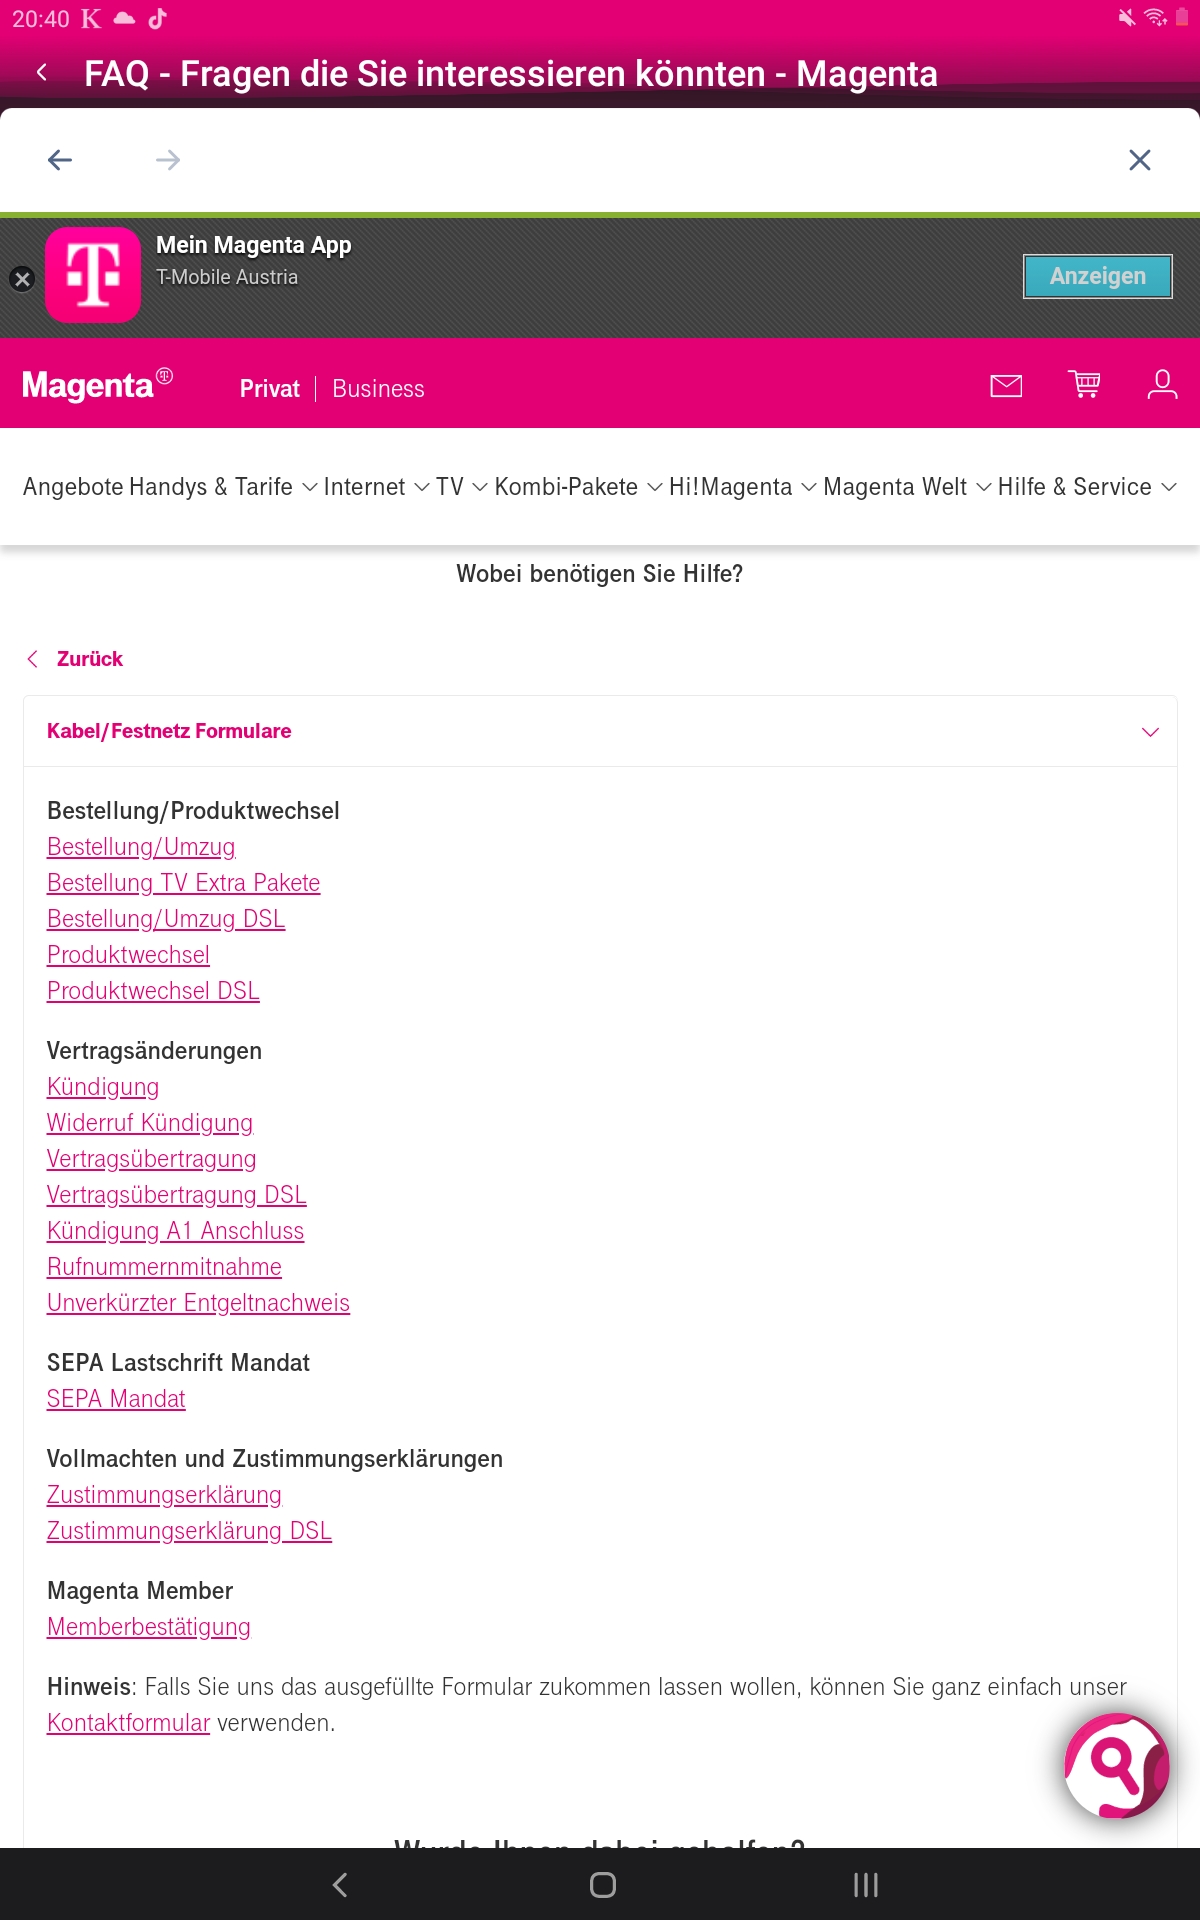 20:40 K
FAQ - Fragen die Sie interessieren könnten - Magenta
Mein Magenta App
T-Mobile Austria
Anzeigen
Magenta
Privat | Business
Angebote Handys & Tarife Internet TV Kombi-Pakete Hi!Magenta Magenta Welt Hilfe & Service
Wobei benötigen Sie Hilfe?
Zurück
Kabel/Festnetz Formulare
Bestellung/Produktwechsel
Bestellung/Umzug
Bestellung TV Extra Pakete
Bestellung/Umzug DSL
Produktwechsel
Produktwechsel DSL
Vertragsänderungen
Kündigung
Widerruf Kündigung
Vertragsübertragung
Vertragsübertragung DSL
Kündigung A1 Anschluss
Rufnummernmitnahme
Unverkürzter Entgeltnachweis
SEPA Lastschrift Mandat
SEPA Mandat
Vollmachten und Zustimmungserklärungen
Zustimmungserklärung
Zustimmungserklärung DSL
Magenta Member
Memberbestätigung
Hinweis: Falls Sie uns das ausgefüllte Formular zukommen lassen wollen, können Sie ganz einfach unser
Kontaktformular verwenden.
Wurde Ihnen dabei geholfen?